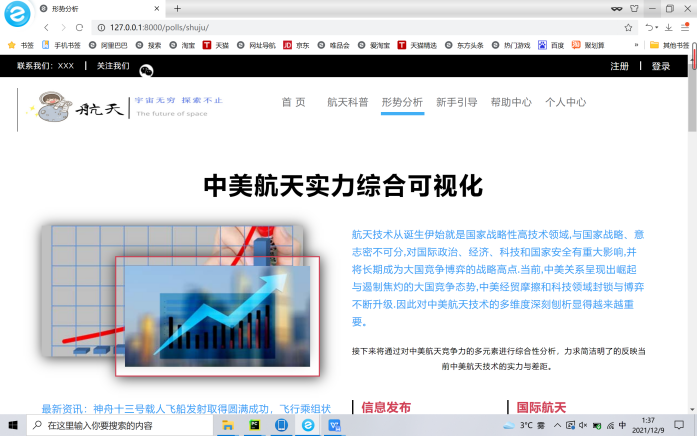 形势分析
127.0.0.1:8000/polls/shuju/
书签 手机书签 阿里巴巴 搜索 淘宝 天猫 网址导航 京东 唯品会 爱淘宝 天猫精选 东方头条 热门游戏 百度 聚划算 » 其他书签
联系我们：XXX | 关注我们 注册 | 登录
航天 宇宙无穷 探索不止
The future of space
首 页 航天科普 形势分析 新手引导 帮助中心 个人中心
中美航天实力综合可视化
航天技术从诞生伊始就是国家战略性高技术领域,与国家战略、意
志密不可分,对国际政治、经济、科技和国家安全有重大影响,并
将长期成为大国竞争博弈的战略高点.当前,中美关系呈现出崛起
与遏制焦灼的大国竞争态势,中美经贸摩擦和科技领域封锁与博弈
不断升级.因此对中美航天技术的多维度深刻刨析显得越来越重
要。
接下来将通过对中美航天竞争力的多元素进行综合性分析，力求简洁明了的反映当
前中美航天技术的实力与差距。
最新资讯：神舟十三号载人飞船发射取得圆满成功，飞行乘组状
信息发布
国际航天
在这里输入你要搜索的内容
3°C 雾
中
1:37
2021/12/9